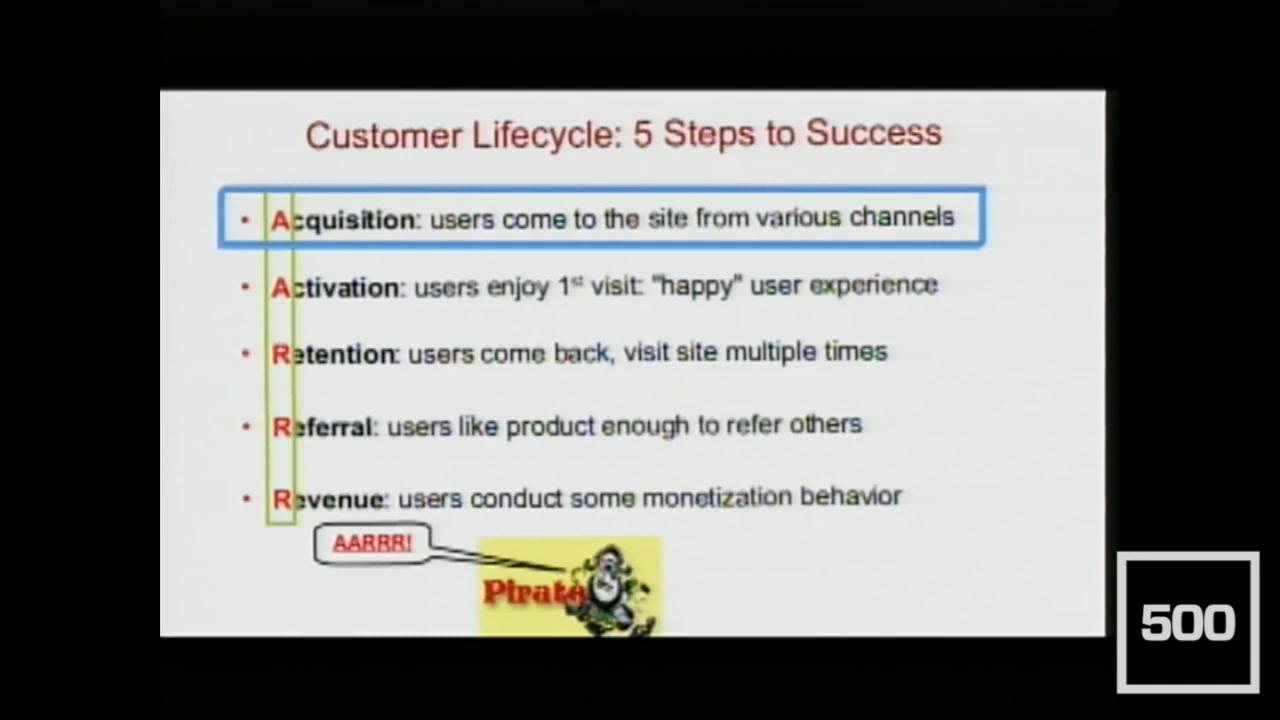 Customer Lifecycle: 5 Steps to Success
• Acquisition: users come to the site from various channels
• Activation: users enjoy 1st visit: "happy" user experience
• Retention: users come back, visit site multiple times
• Referral: users like product enough to refer others
• Revenue: users conduct some monetization behavior
AARRR!
Pirate
500